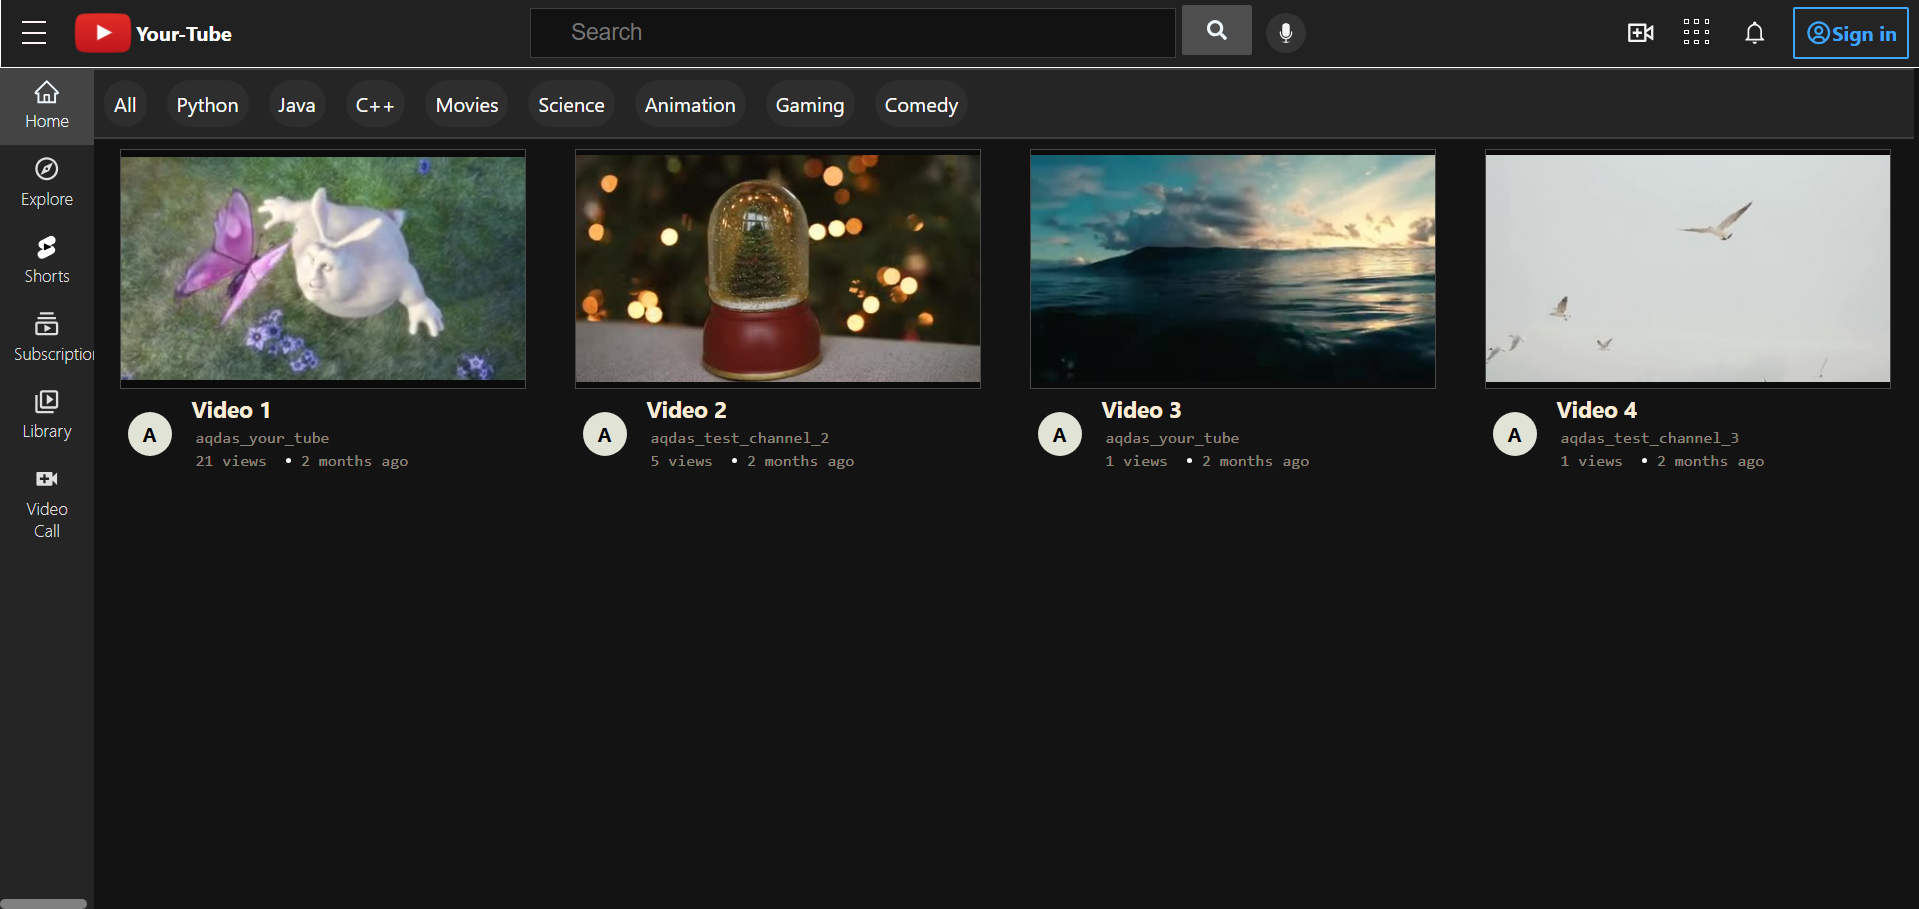 Your-Tube
Search
Sign in
Home
Explore
Shorts
Subscriptio
Library
Video
Call
All
Python
Java
C++
Movies
Science
Animation
Gaming
Comedy
A
Video 1
aqdas_your_tube
21 views • 2 months ago
A
Video 2
aqdas_test_channel_2
5 views • 2 months ago
A
Video 3
aqdas_your_tube
1 views • 2 months ago
A
Video 4
aqdas_test_channel_3
1 views • 2 months ago